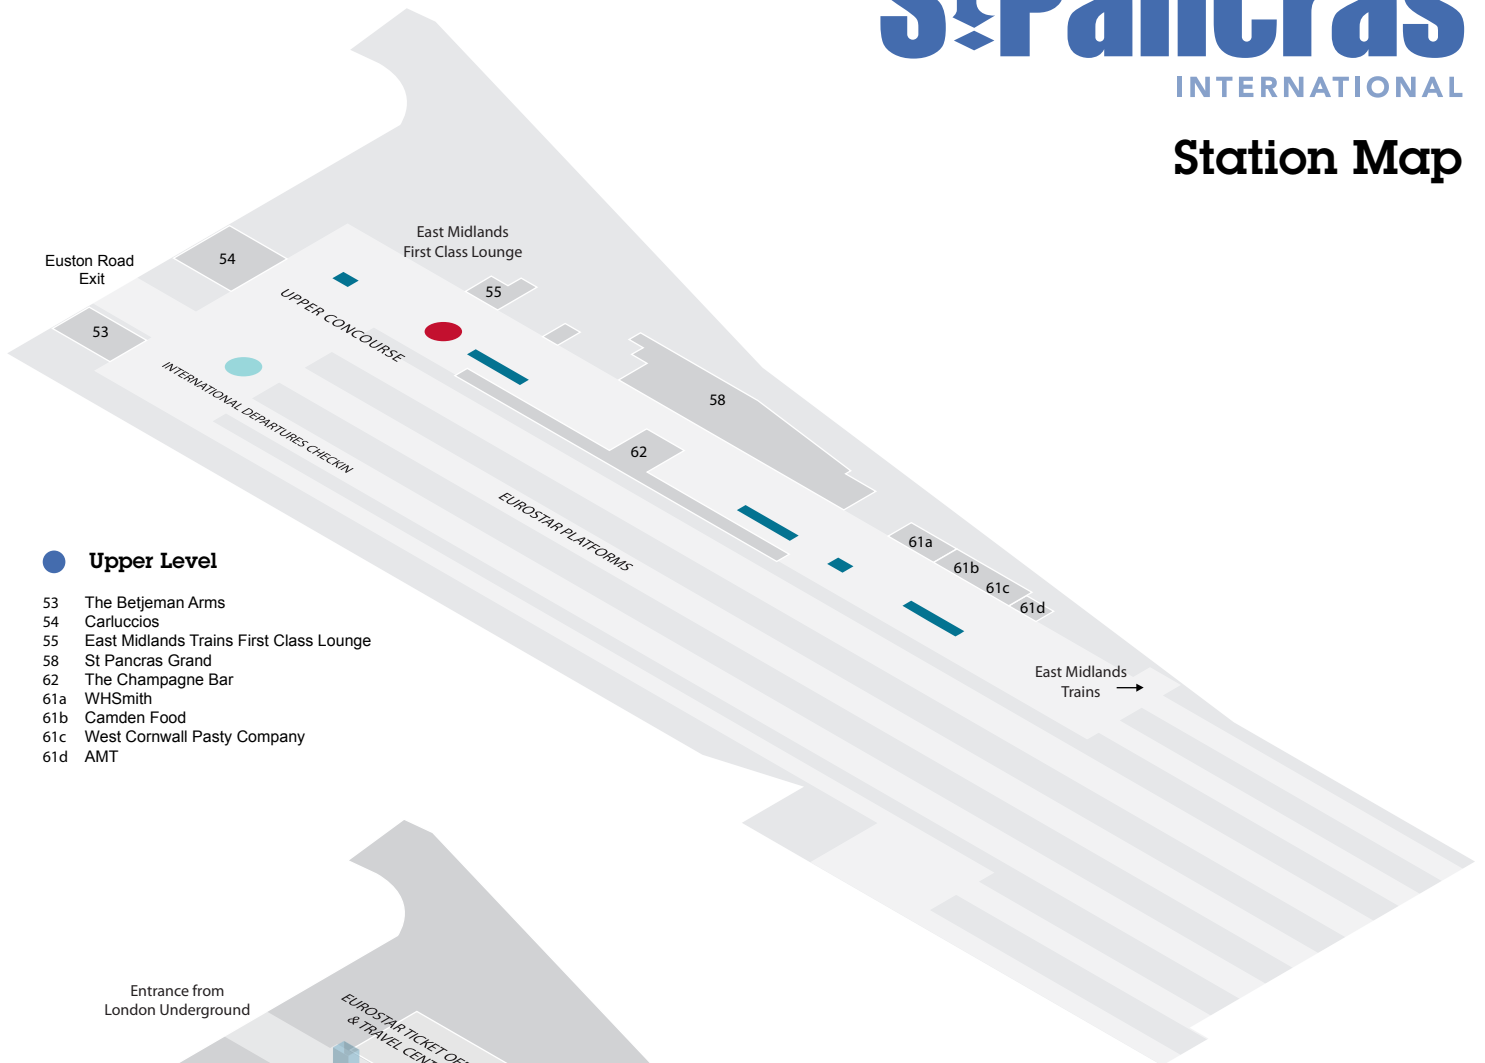 St Pancras
INTERNATIONAL
Station Map
East Midlands
First Class Lounge
Euston Road
Exit
54
55
53
UPPER CONCOURSE
INTERNATIONAL DEPARTURES CHECKIN
58
62
EUROSTAR PLATFORMS
61a
61b
61c
61d
East Midlands
Trains
Upper Level
53 The Betjeman Arms
54 Carluccios
55 East Midlands Trains First Class Lounge
58 St Pancras Grand
62 The Champagne Bar
61a WHSmith
61b Camden Food
61c West Cornwall Pasty Company
61d AMT
Entrance from
London Underground
EUROSTAR TICKET
& TRAVEL